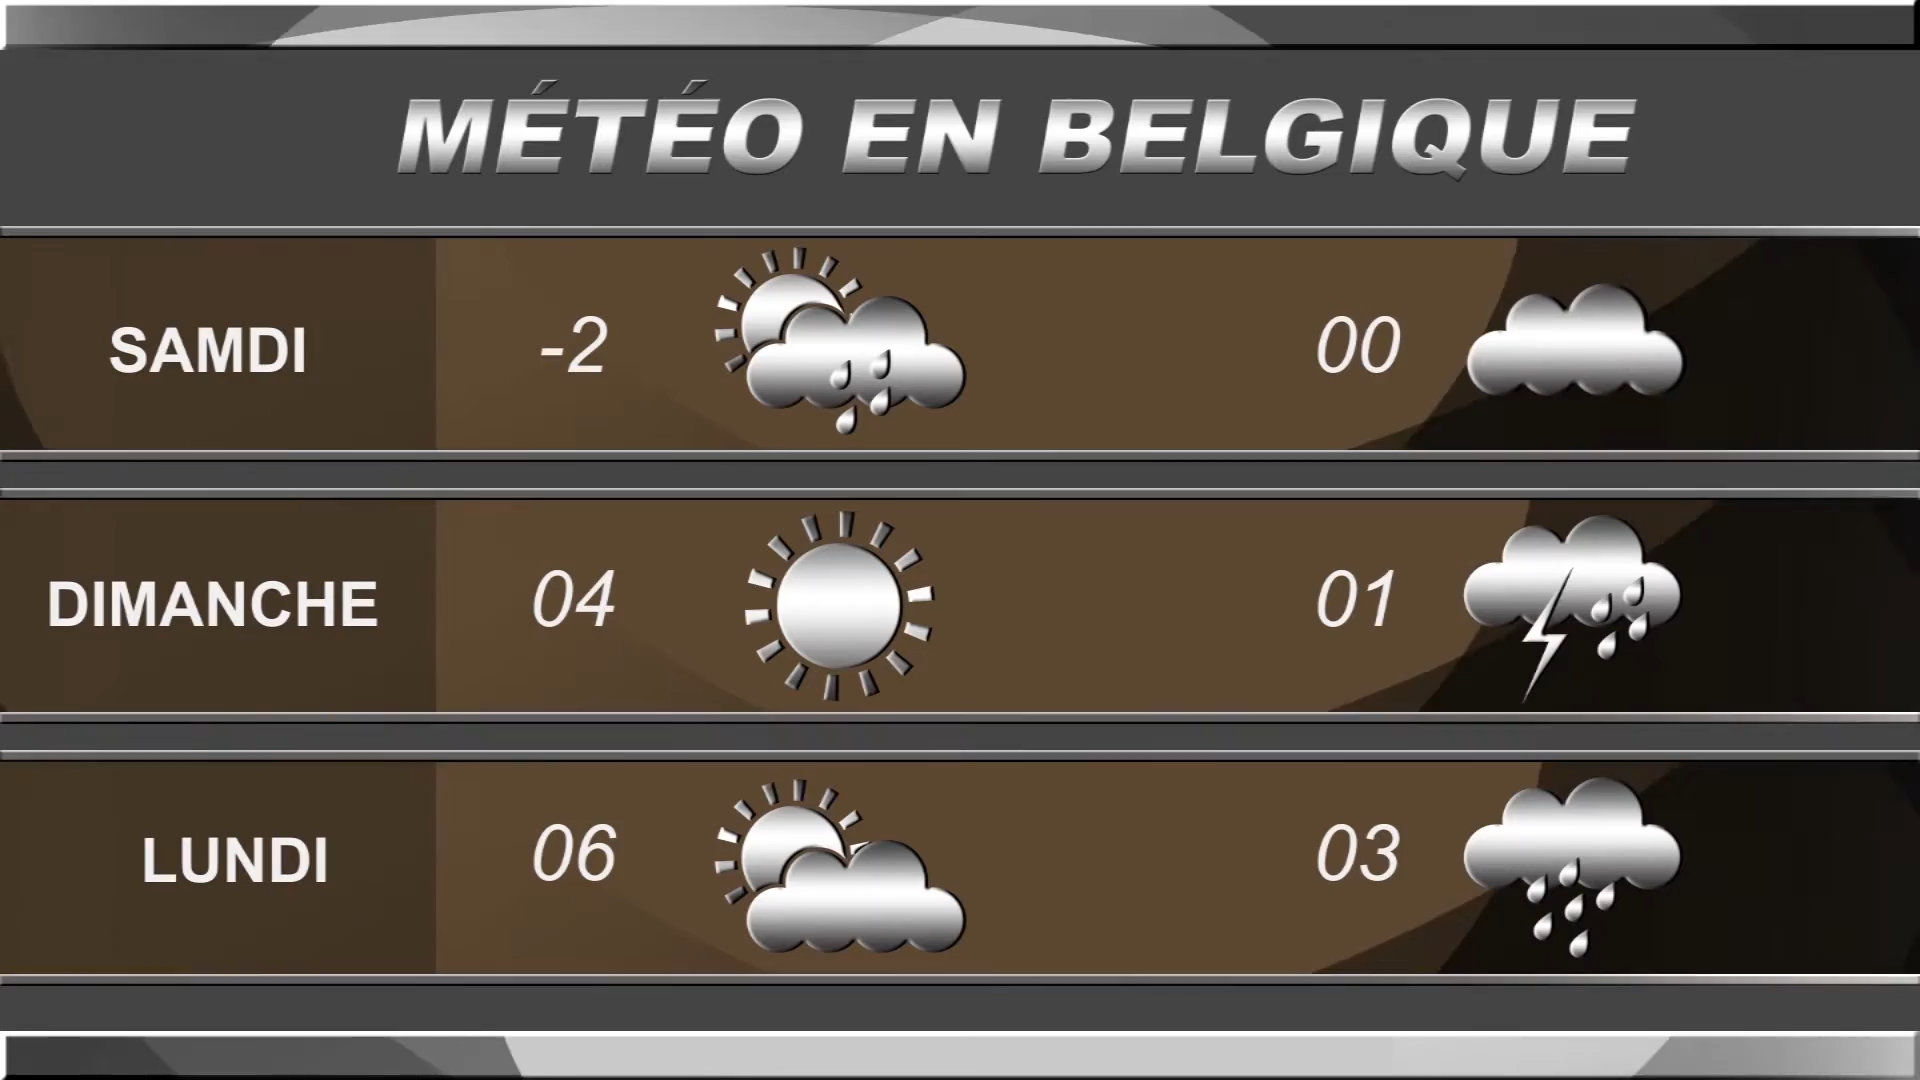 MÉTÉO EN BELGIQUE
SAMDI -2 00
DIMANCHE 04 01
LUNDI 06 03